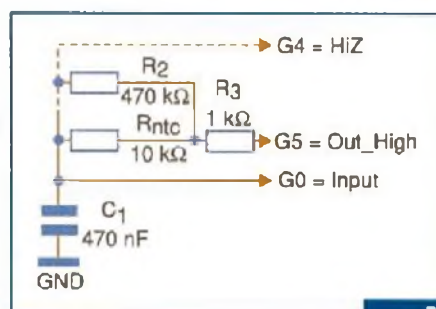 G4 = HiZ
R2
470 kΩ
R3
1 kΩ
Rntc
10 kΩ
G5 = Out_High
G0 = Input
C1
470 nF
GND